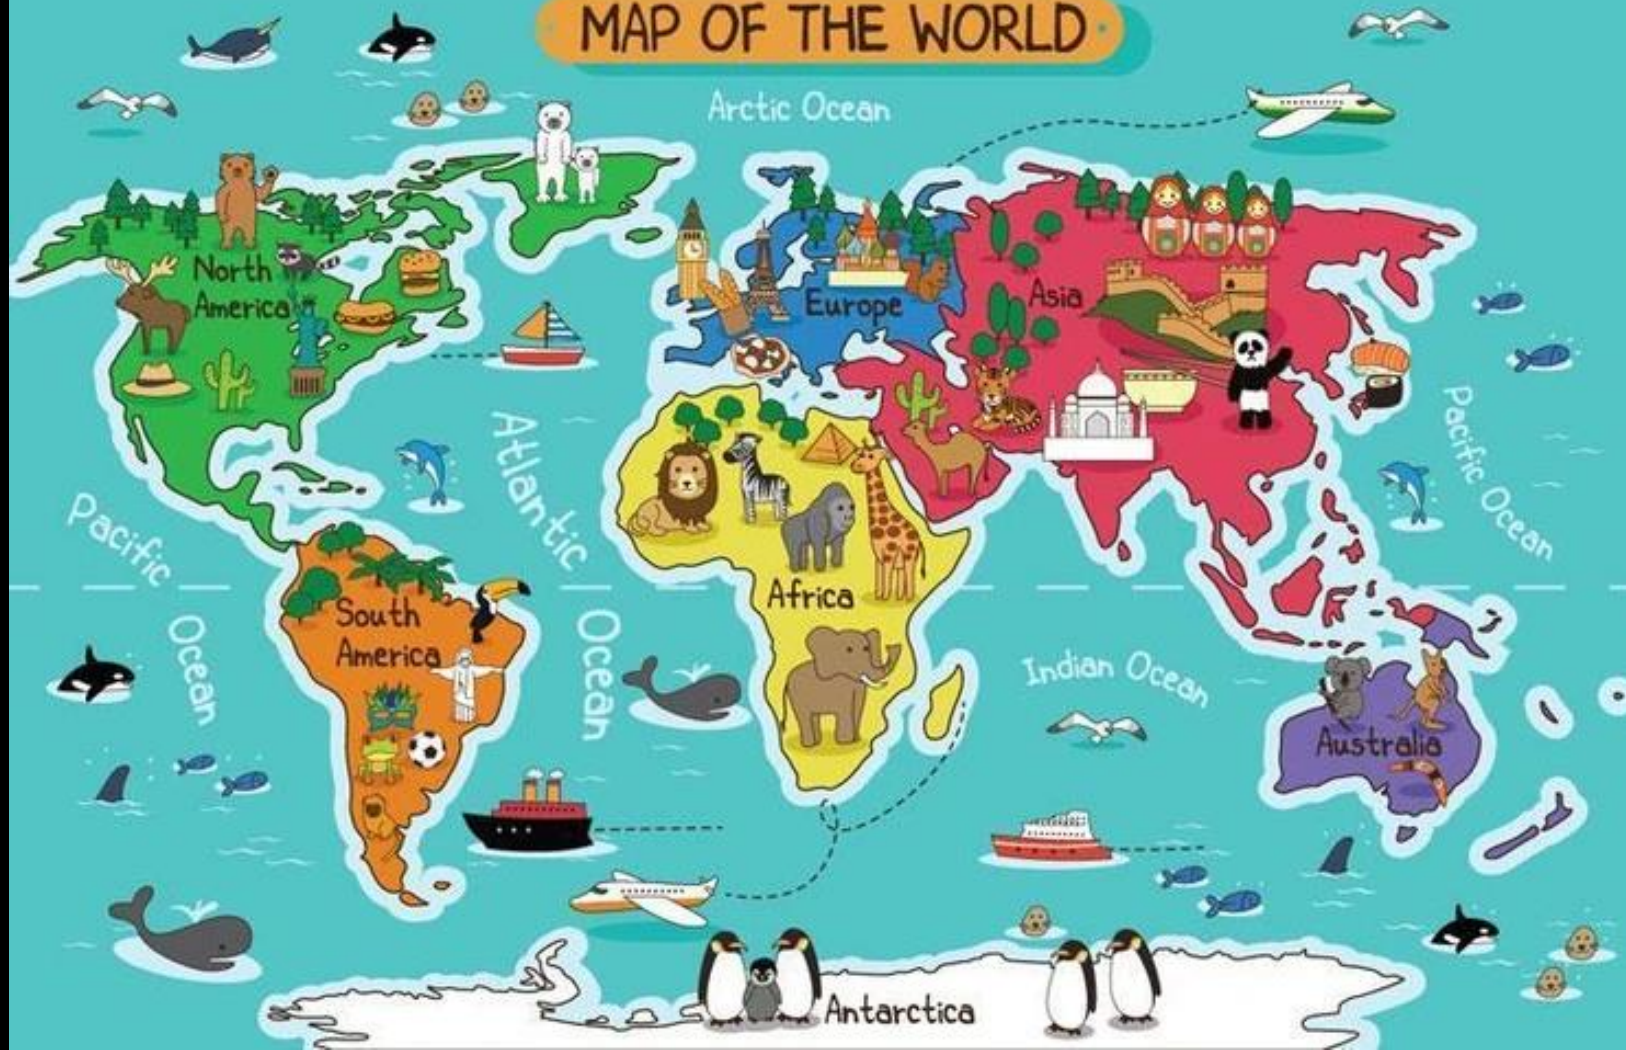 MAP OF THE WORLD
Arctic Ocean
North
America
Europe
Asia
Atlantic
Ocean
Pacific
Ocean
Pacific Ocean
Africa
South
America
Indian Ocean
Australia
Antarctica